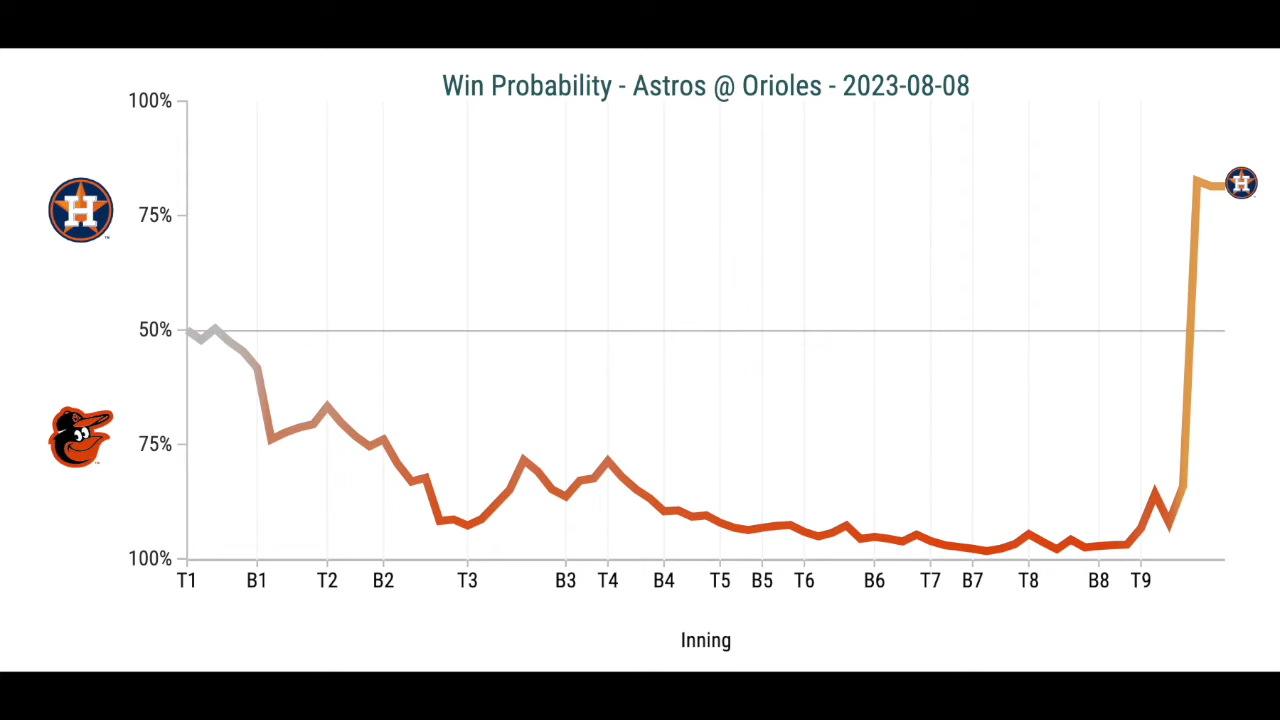 Win Probability - Astros @ Orioles - 2023-08-08
100%
75%
50%
75%
100%
H
H
T1 B1 T2 B2 T3 B3 T4 B4 T5 B5 T6 B6 T7 B7 T8 B8 T9
Inning